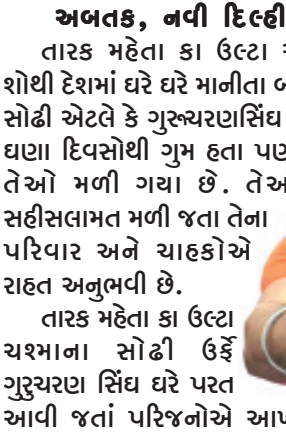 અબતક, નવી દિલ્હી
તારક મહેતા કા ઉલ્ટા
શોથી દેશમાં ઘરે ઘરે માનીતા
સોઢી એટલે કે ગુરૂચરણસિંઘ
ઘણા દિવસોથી ગુમ હતા પણ
તેઓ મળી ગયા છે. તેઓ
સહીસલામત મળી જતા તેના
પરિવાર અને ચાહકોએ
રાહત અનુભવી છે.
તારક મહેતા કા ઉલ્ટા
ચશ્માના સોઢી ઉર્ફે
ગુરુચરણ સિંઘ ઘરે પરત
આવી જતાં પરિજનોએ